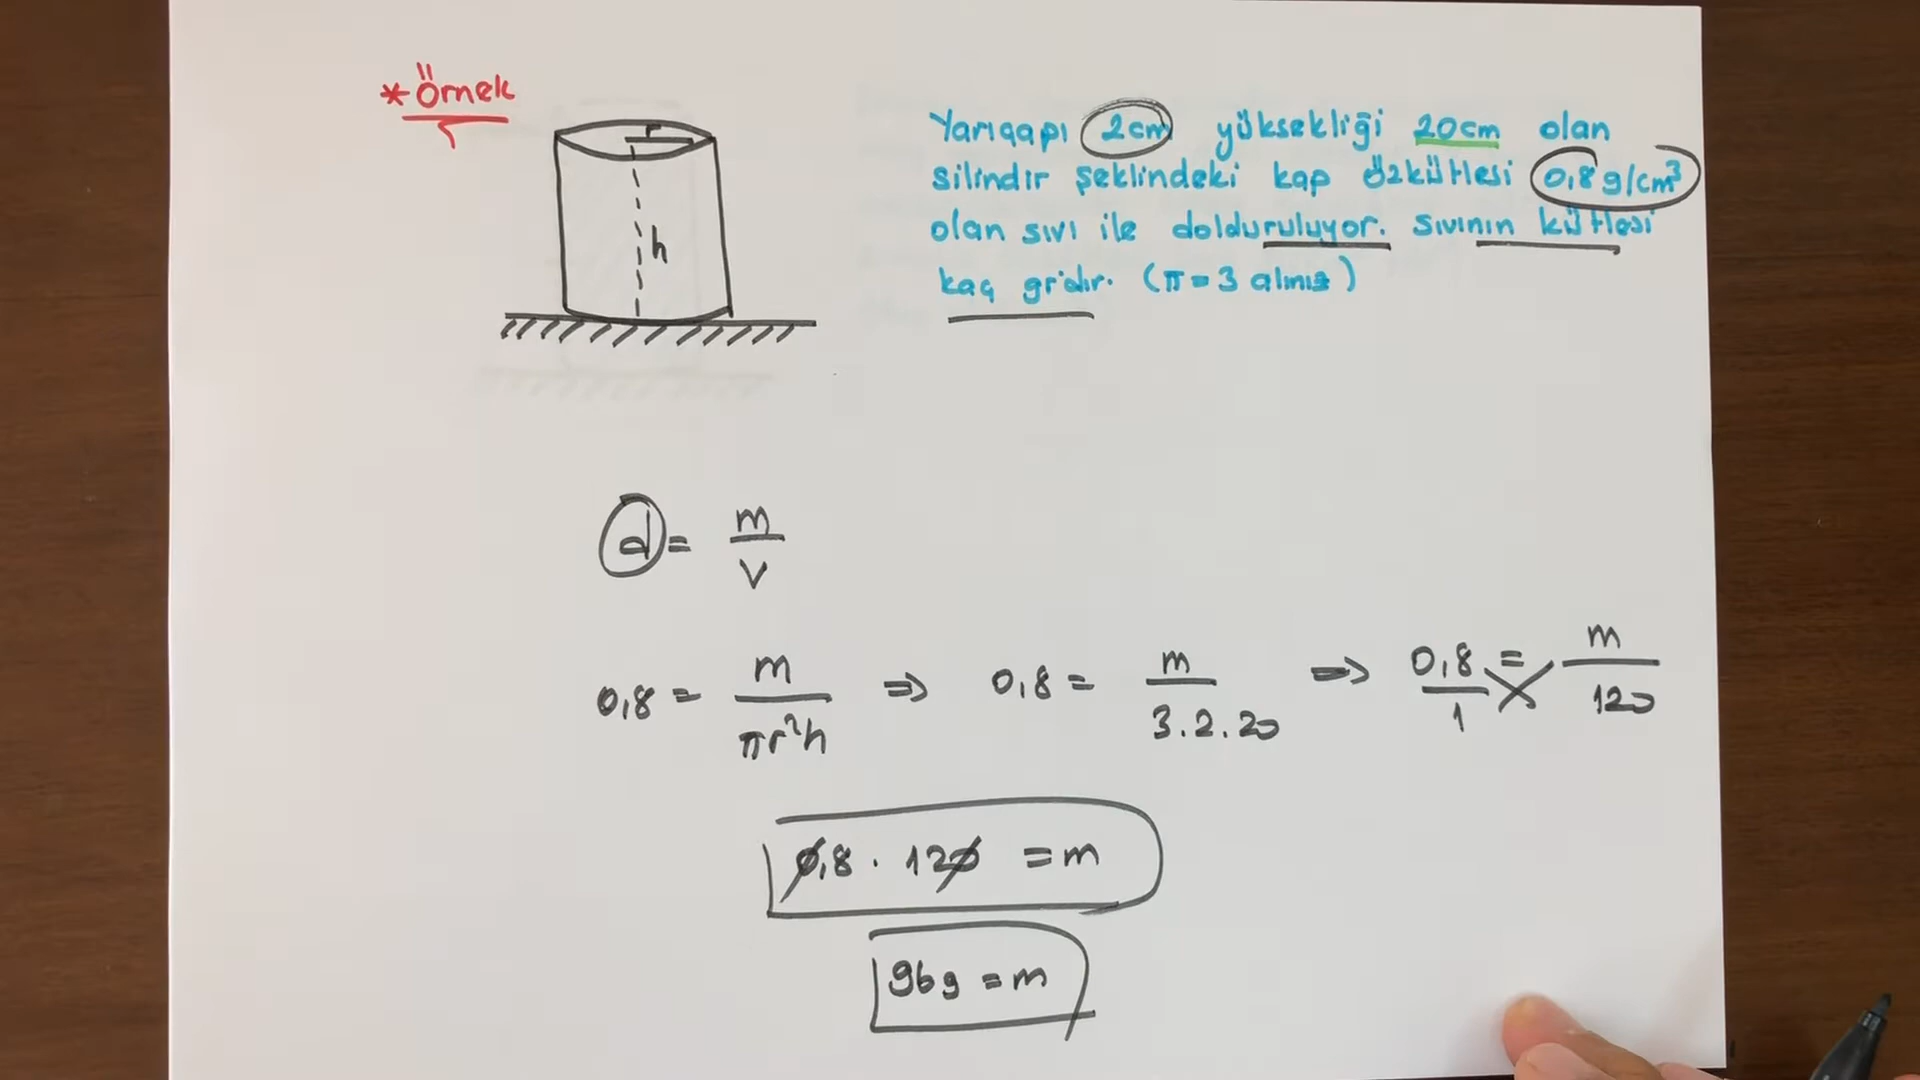 * Örnek
Yarıçapı 2cm yüksekliği 20cm olan
silindir şeklindeki kap özkütlesi 0,8 g/cm³
olan sıvı ile dolduruluyor. Sıvının kütlesi
kaç gr'dır. (π=3 alınız)
r
h
d = m/V
0,8 = m/πr²h ⇒ 0,8 = m/3.2.20 ⇒ 0,8/1 = m/120
0,8 . 120 = m
96g = m